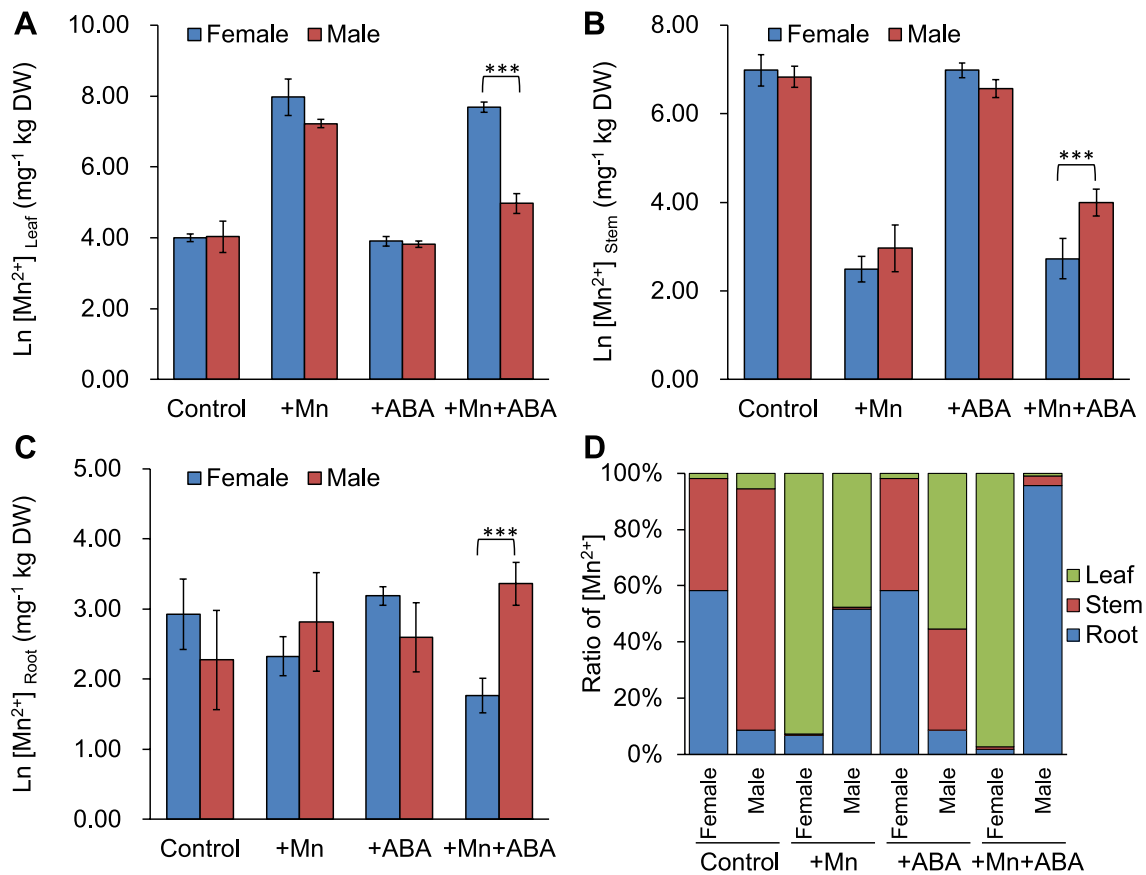 A
Ln [Mn²⁺] Leaf (mg⁻¹ kg DW)
10.00
8.00
6.00
4.00
2.00
0.00
Female Male
***
Control +Mn +ABA +Mn+ABA
B
Ln [Mn²⁺] Stem (mg⁻¹ kg DW)
8.00
6.00
4.00
2.00
0.00
Female Male
***
Control +Mn +ABA +Mn+ABA
C
Ln [Mn²⁺] Root (mg⁻¹ kg DW)
5.00
4.00
3.00
2.00
1.00
0.00
Female Male
***
Control +Mn +ABA +Mn+ABA
D
Ratio of [Mn²⁺]
100%
80%
60%
40%
20%
0%
Leaf
Stem
Root
Female Male Female Male Female Male Female Male
Control +Mn +ABA +Mn+ABA